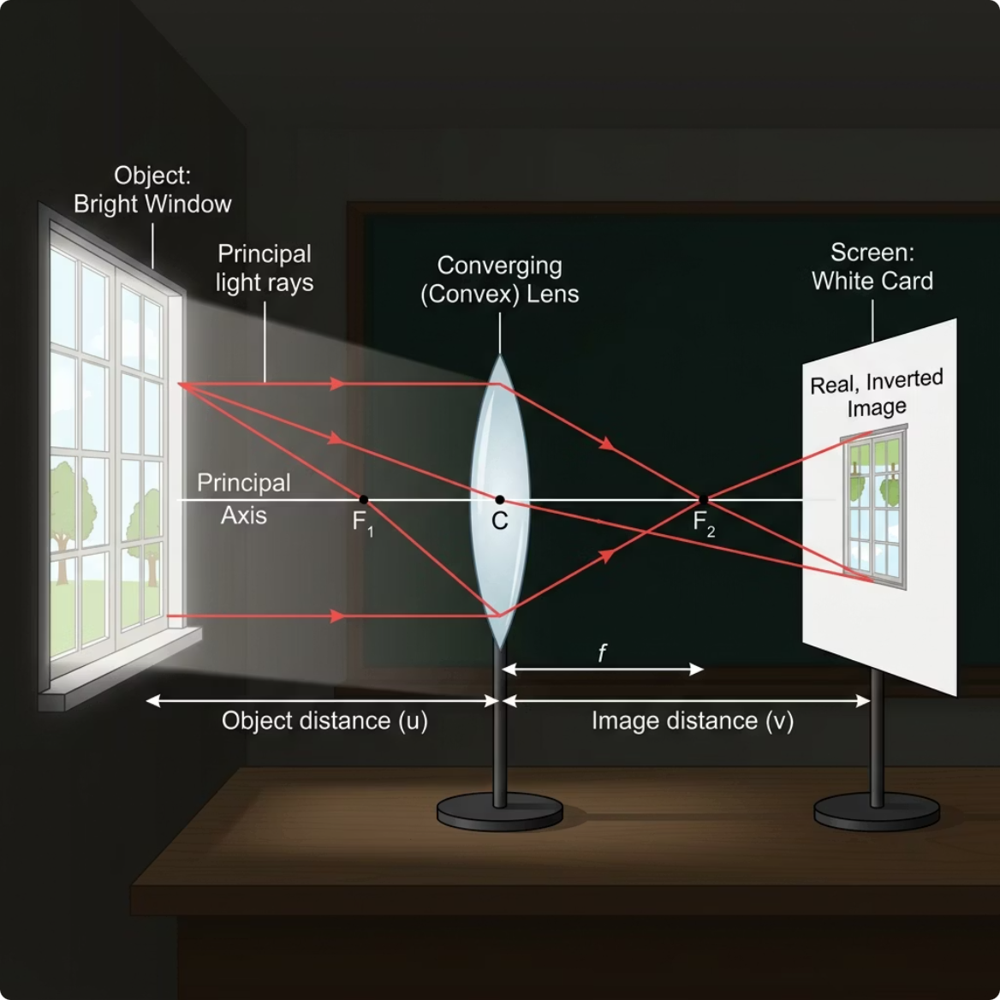 Object:
Bright Window
Principal
light rays
Converging
(Convex) Lens
Screen:
White Card
Real, Inverted
Image
Principal
Axis
F₁
C
F₂
f
Object distance (u)
Image distance (v)